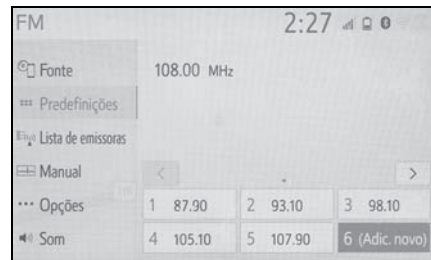 FM 2:27
Fonte 108.00 MHz
Predefinições
Lista de emissoras
Manual
Opções 1 87.90 2 93.10 3 98.10
Som 4 105.10 5 107.90 6 (Adic. novo)